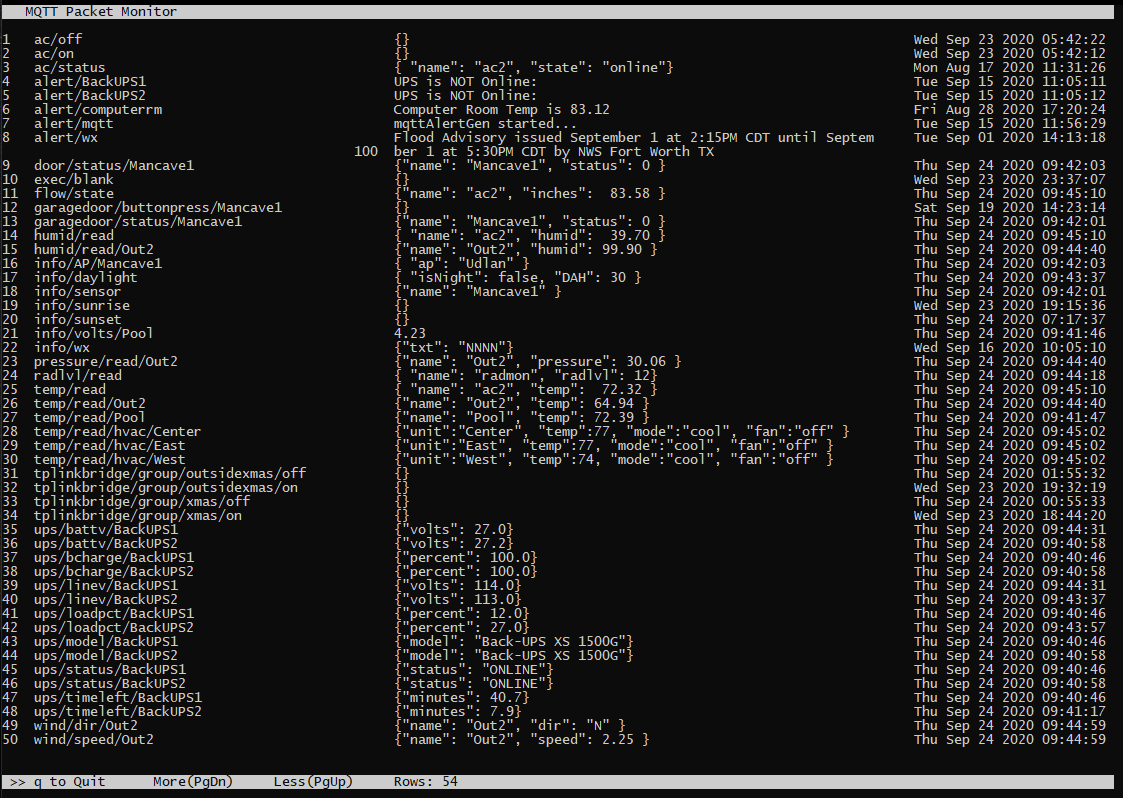 MQTT Packet Monitor
1 ac/off {} Wed Sep 23 2020 05:42:22
2 ac/on {} Wed Sep 23 2020 05:42:12
3 ac/status { "name": "ac2", "state": "online"} Mon Aug 17 2020 11:31:26
4 alert/BackUPS1 UPS is NOT Online: Tue Sep 15 2020 11:05:11
5 alert/BackUPS2 UPS is NOT Online: Tue Sep 15 2020 11:05:12
6 alert/computerrm Computer Room Temp is 83.12 Fri Aug 28 2020 17:20:24
7 alert/mqtt mqttAlertGen started... Tue Sep 15 2020 11:56:29
8 alert/wx Flood Advisory issued September 1 at 2:15PM CDT until Septem Tue Sep 01 2020 14:13:18
100 ber 1 at 5:30PM CDT by NWS Fort Worth TX
9 door/status/Mancave1 {"name": "Mancave1", "status": 0 } Thu Sep 24 2020 09:42:03
10 exec/blank {} Wed Sep 23 2020 23:37:07
11 flow/state {"name": "ac2", "inches":  83.58 } Thu Sep 24 2020 09:45:10
12 garagedoor/buttonpress/Mancave1 {} Sat Sep 19 2020 14:23:14
13 garagedoor/status/Mancave1 {"name": "Mancave1", "status": 0 } Thu Sep 24 2020 09:42:01
14 humid/read { "name": "ac2", "humid":  39.70 } Thu Sep 24 2020 09:45:10
15 humid/read/Out2 {"name": "Out2", "humid": 99.90 } Thu Sep 24 2020 09:44:40
16 info/AP/Mancave1 { "ap": "Udlan" } Thu Sep 24 2020 09:42:03
17 info/daylight { "isNight": false, "DAH": 30 } Thu Sep 24 2020 09:43:37
18 info/sensor {"name": "Mancave1" } Thu Sep 24 2020 09:42:01
19 info/sunrise {} Wed Sep 23 2020 19:15:36
20 info/sunset {} Thu Sep 24 2020 07:17:37
21 info/volts/Pool 4.23 Thu Sep 24 2020 09:41:46
22 info/wx {"txt": "NNNN"} Wed Sep 16 2020 10:05:10
23 pressure/read/Out2 {"name": "Out2", "pressure": 30.06 } Thu Sep 24 2020 09:44:40
24 radlvl/read { "name": "radmon", "radlvl": 12} Thu Sep 24 2020 09:44:18
25 temp/read { "name": "ac2", "temp":  72.32 } Thu Sep 24 2020 09:45:10
26 temp/read/Out2 {"name": "Out2", "temp": 64.94 } Thu Sep 24 2020 09:44:40
27 temp/read/Pool {"name": "Pool", "temp": 72.39 } Thu Sep 24 2020 09:41:47
28 temp/read/hvac/Center {"unit":"Center", "temp":77, "mode":"cool", "fan":"off" } Thu Sep 24 2020 09:45:02
29 temp/read/hvac/East {"unit":"East", "temp":77, "mode":"cool", "fan":"off" } Thu Sep 24 2020 09:45:02
30 temp/read/hvac/West {"unit":"West", "temp":74, "mode":"cool", "fan":"off" } Thu Sep 24 2020 09:45:02
31 tplinkbridge/group/outsidexmas/off {} Thu Sep 24 2020 01:55:32
32 tplinkbridge/group/outsidexmas/on {} Wed Sep 23 2020 19:32:19
33 tplinkbridge/group/xmas/off {} Thu Sep 24 2020 00:55:33
34 tplinkbridge/group/xmas/on {} Wed Sep 23 2020 18:44:20
35 ups/battv/BackUPS1 {"volts": 27.0} Thu Sep 24 2020 09:44:31
36 ups/battv/BackUPS2 {"volts": 27.2} Thu Sep 24 2020 09:40:58
37 ups/bcharge/BackUPS1 {"percent": 100.0} Thu Sep 24 2020 09:40:46
38 ups/bcharge/BackUPS2 {"percent": 100.0} Thu Sep 24 2020 09:40:58
39 ups/linev/BackUPS1 {"volts": 114.0} Thu Sep 24 2020 09:44:31
40 ups/linev/BackUPS2 {"volts": 113.0} Thu Sep 24 2020 09:43:37
41 ups/loadpct/BackUPS1 {"percent": 12.0} Thu Sep 24 2020 09:40:46
42 ups/loadpct/BackUPS2 {"percent": 27.0} Thu Sep 24 2020 09:43:57
43 ups/model/BackUPS1 {"model": "Back-UPS XS 1500G"} Thu Sep 24 2020 09:40:46
44 ups/model/BackUPS2 {"model": "Back-UPS XS 1500G"} Thu Sep 24 2020 09:40:58
45 ups/status/BackUPS1 {"status": "ONLINE"} Thu Sep 24 2020 09:40:46
46 ups/status/BackUPS2 {"status": "ONLINE"} Thu Sep 24 2020 09:40:58
47 ups/timeleft/BackUPS1 {"minutes": 40.7} Thu Sep 24 2020 09:40:46
48 ups/timeleft/BackUPS2 {"minutes": 7.9} Thu Sep 24 2020 09:41:17
49 wind/dir/Out2 {"name": "Out2", "dir": "N" } Thu Sep 24 2020 09:44:59
50 wind/speed/Out2 {"name": "Out2", "speed": 2.25 } Thu Sep 24 2020 09:44:59
>> q to Quit More(PgDn) Less(PgUp) Rows: 54